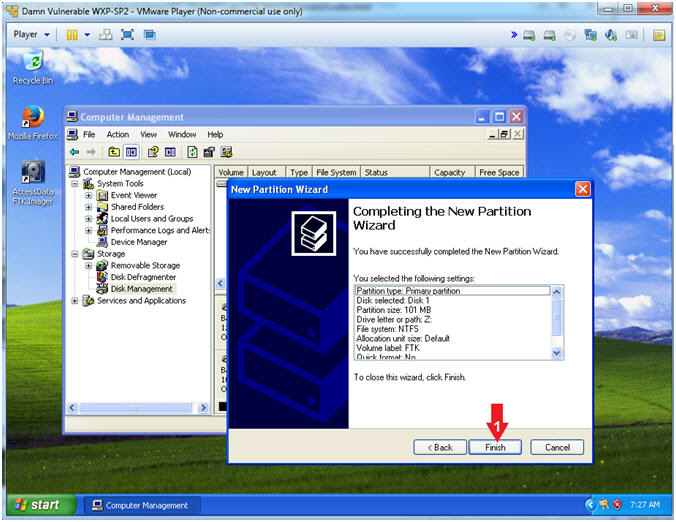 Damn Vulnerable WXP-SP2 - VMware Player (Non-commercial use only)
Player
Recycle Bin
Mozilla Firefox
AccessData
FTK Imager
Computer Management
File Action View Window Help
Computer Management (Local)
System Tools
Event Viewer
Shared Folders
Local Users and Groups
Performance Logs and Alert
Device Manager
Storage
Removable Storage
Disk Defragmenter
Disk Management
Services and Applications
Volume Layout Type File System Status Capacity Free Space
New Partition Wizard
Completing the New Partition
Wizard
You have successfully completed the New Partition Wizard.
You selected the following settings:
Partition type: Primary partition
Disk selected: Disk 1
Partition size: 101 MB
Drive letter or path: Z:
File system: NTFS
Allocation unit size: Default
Volume label: FTK
Quick format: No
To close this wizard, click Finish.
1
< Back Finish Cancel
start Computer Management 7:27 AM